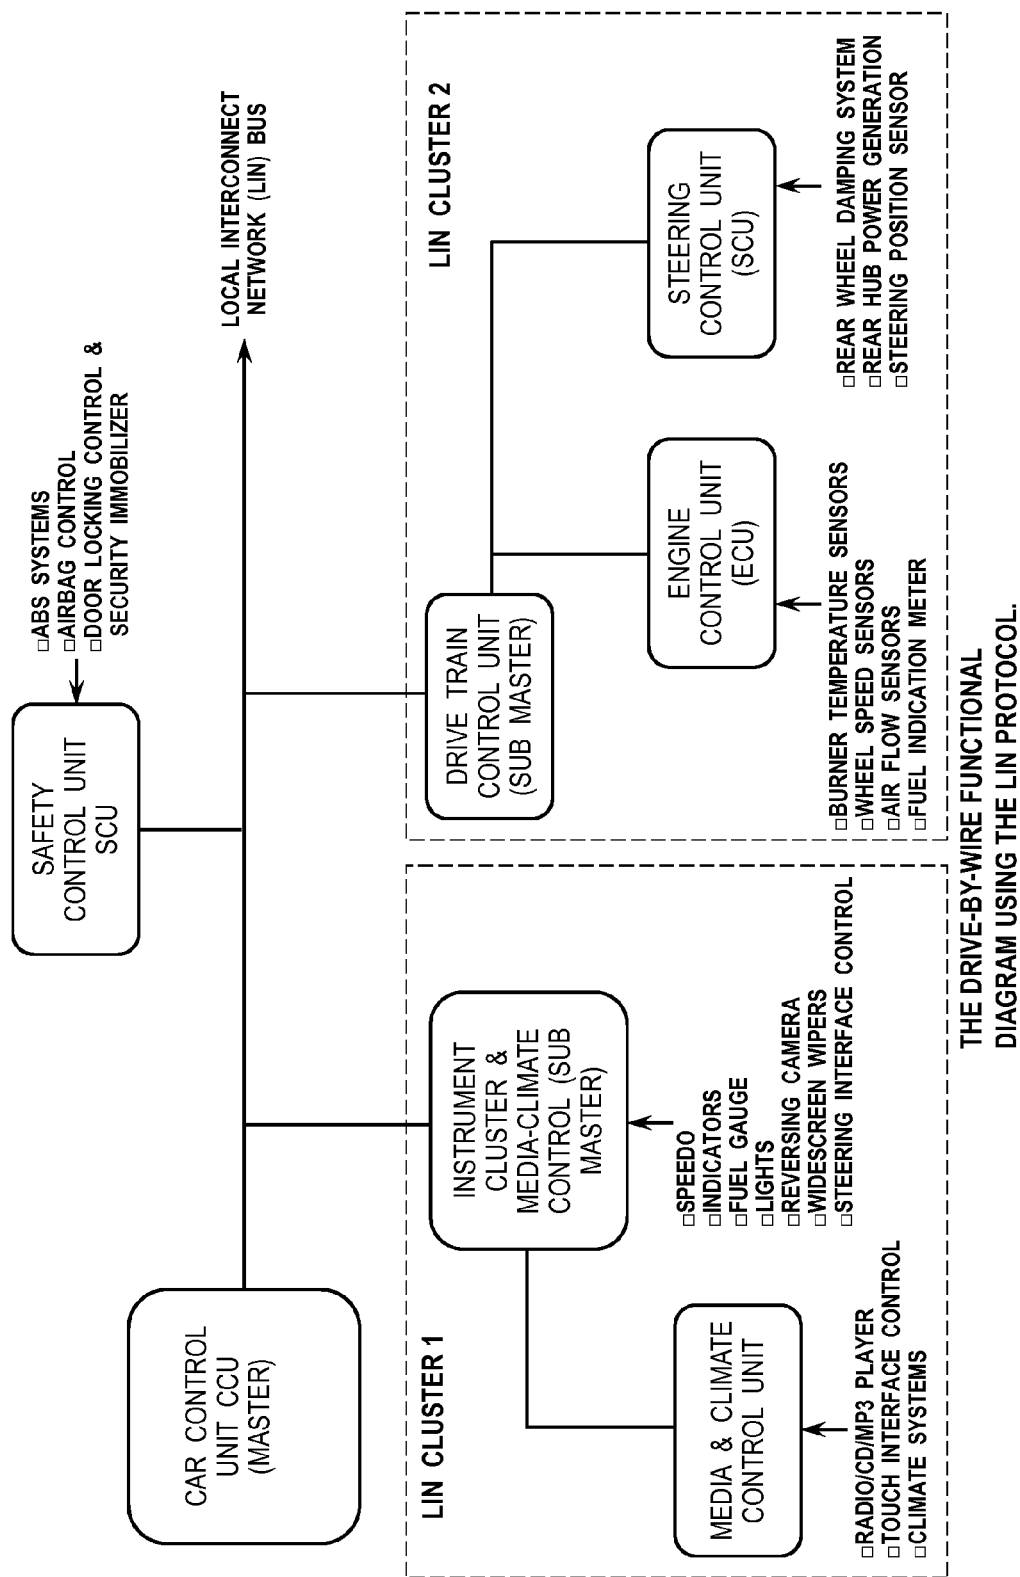 □ABS SYSTEMS
□AIRBAG CONTROL
□DOOR LOCKING CONTROL &
SECURITY IMMOBILIZER
SAFETY
CONTROL UNIT
SCU
CAR CONTROL
UNIT CCU
(MASTER)
LOCAL INTERCONNECT
NETWORK (LIN) BUS
LIN CLUSTER 1
INSTRUMENT
CLUSTER &
MEDIA-CLIMATE
CONTROL (SUB
MASTER)
□SPEEDO
□INDICATORS
□FUEL GAUGE
□LIGHTS
□REVERSING CAMERA
□WIDESCREEN WIPERS
□STEERING INTERFACE CONTROL
MEDIA & CLIMATE
CONTROL UNIT
□RADIO/CD/MP3 PLAYER
□TOUCH INTERFACE CONTROL
□CLIMATE SYSTEMS
LIN CLUSTER 2
DRIVE TRAIN
CONTROL UNIT
(SUB MASTER)
ENGINE
CONTROL UNIT
(ECU)
□BURNER TEMPERATURE SENSORS
□WHEEL SPEED SENSORS
□AIR FLOW SENSORS
□FUEL INDICATION METER
STEERING
CONTROL UNIT
(SCU)
□REAR WHEEL DAMPING SYSTEM
□REAR HUB POWER GENERATION
□STEERING POSITION SENSOR
THE DRIVE-BY-WIRE FUNCTIONAL
DIAGRAM USING THE LIN PROTOCOL.